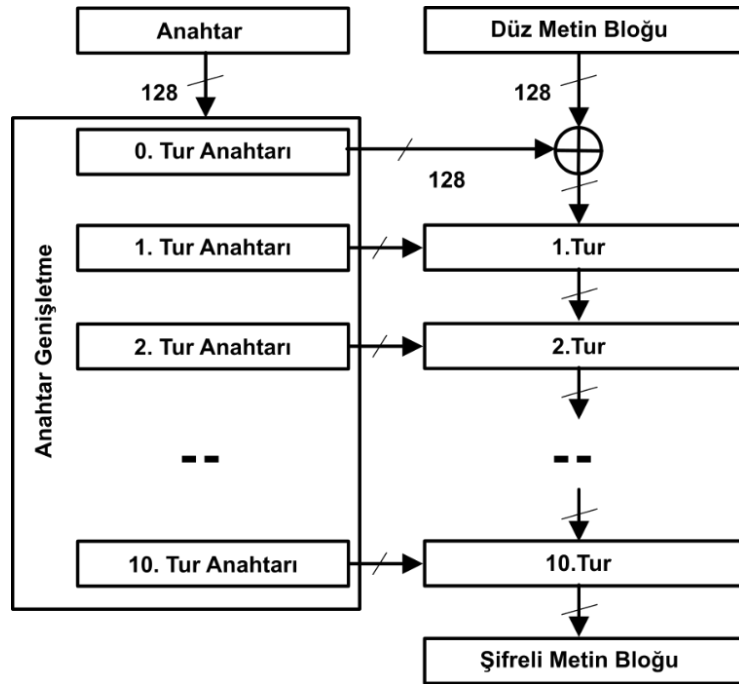 Anahtar
Düz Metin Bloğu
128
128
0. Tur Anahtarı
128
Anahtar Genişletme
1. Tur Anahtarı
1.Tur
2. Tur Anahtarı
2.Tur
--
--
10. Tur Anahtarı
10.Tur
Şifreli Metin Bloğu